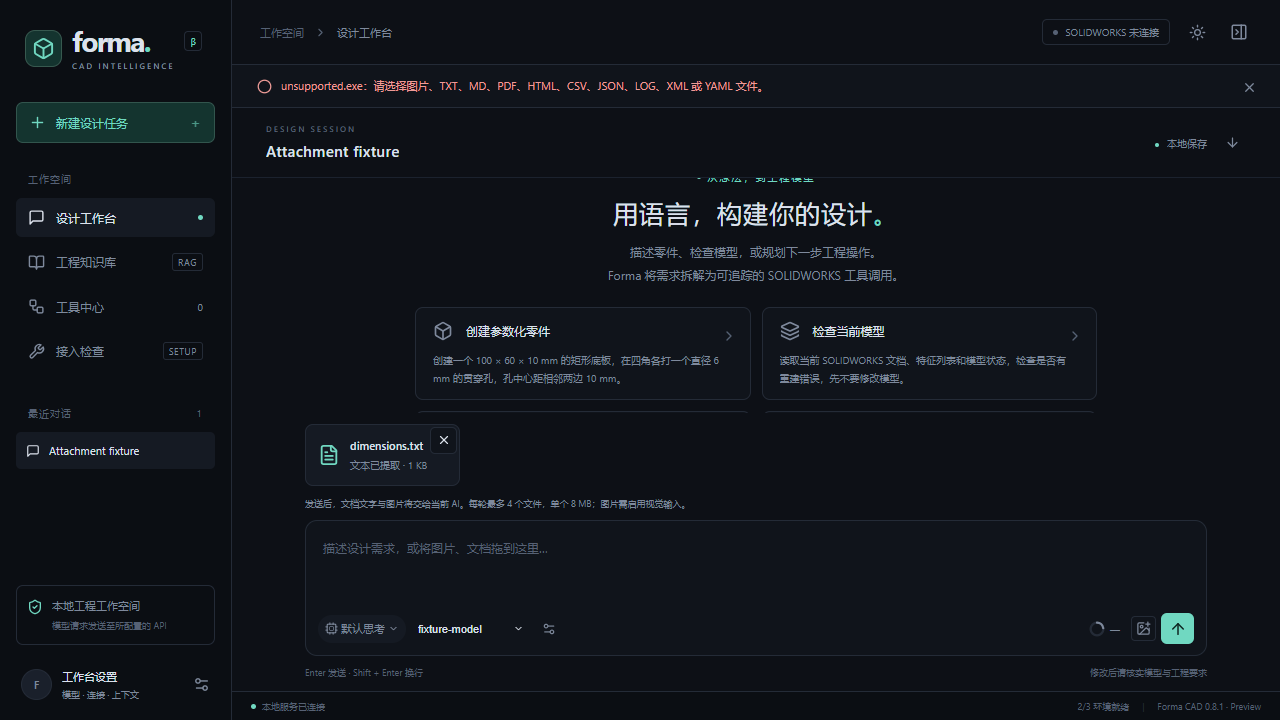 forma.
β
CAD INTELLIGENCE
新建设计任务
+
工作空间
设计工作台
工程知识库
RAG
工具中心
0
接入检查
SETUP
最近对话
1
Attachment fixture
本地工程工作空间
模型请求发送至所配置的 API
F
工作台设置
模型 · 连接 · 上下文
工作空间
设计工作台
SOLIDWORKS 未连接
unsupported.exe：请选择图片、TXT、MD、PDF、HTML、CSV、JSON、LOG、XML 或 YAML 文件。
DESIGN SESSION
Attachment fixture
本地保存
用语言，构建你的设计。
描述零件、检查模型，或规划下一步工程操作。
Forma 将需求拆解为可追踪的 SOLIDWORKS 工具调用。
创建参数化零件
创建一个 100 × 60 × 10 mm 的矩形底板，在四角各打一个直径 6
mm 的贯穿孔，孔中心距相邻两边 10 mm。
检查当前模型
读取当前 SOLIDWORKS 文档、特征列表和模型状态，检查是否有
重建错误，先不要修改模型。
dimensions.txt
文本已提取 · 1 KB
发送后，文档文字与图片将交给当前 AI。每轮最多 4 个文件，单个 8 MB；图片需启用视觉输入。
描述设计需求，或将图片、文档拖到这里...
默认思考
fixture-model
—
Enter 发送 · Shift + Enter 换行
修改后请核实模型与工程要求
本地服务已连接
2/3 环境就绪
Forma CAD 0.8.1 · Preview